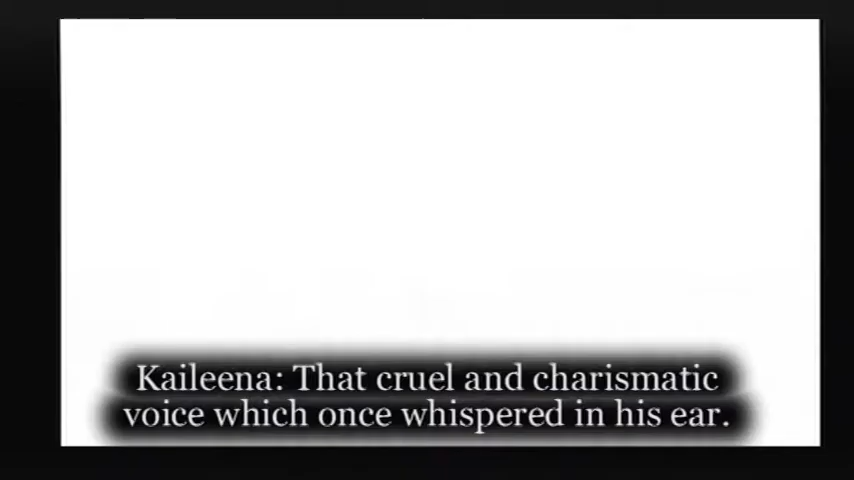 Kaileena: That cruel and charismatic
voice which once whispered in his ear.